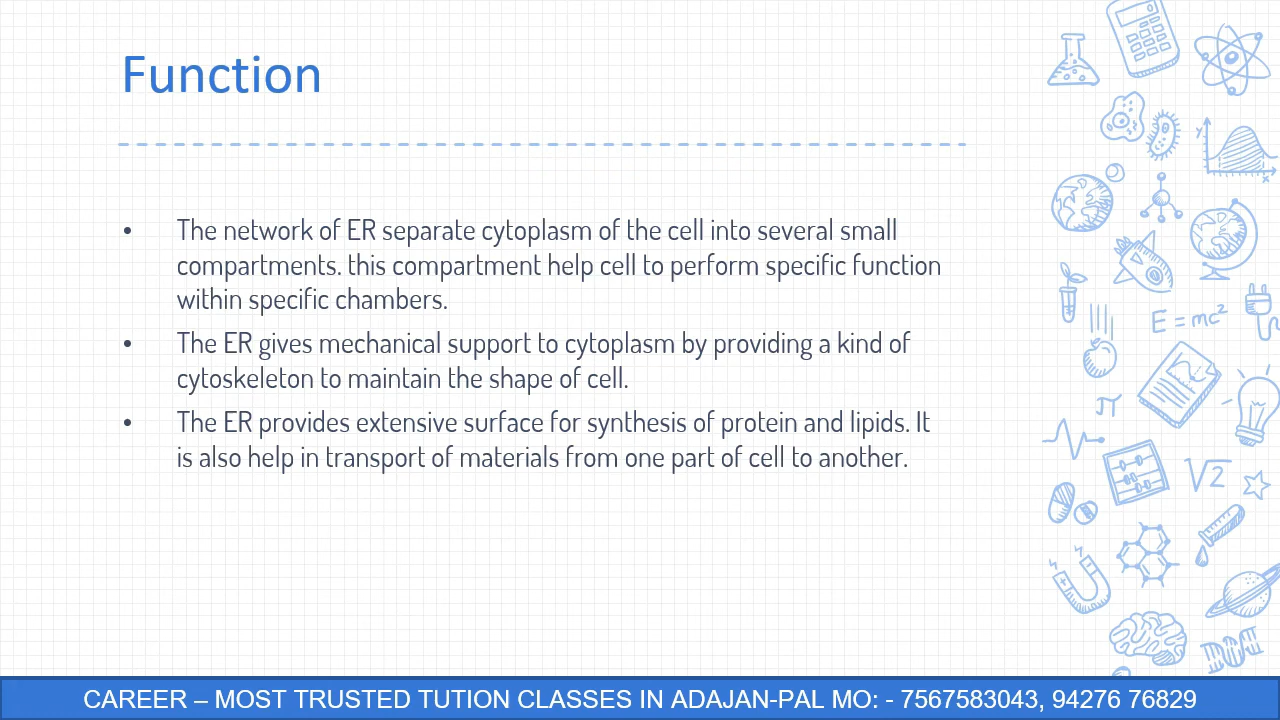 Function
• The network of ER separate cytoplasm of the cell into several small
compartments. this compartment help cell to perform specific function
within specific chambers.
• The ER gives mechanical support to cytoplasm by providing a kind of
cytoskeleton to maintain the shape of cell.
• The ER provides extensive surface for synthesis of protein and lipids. It
is also help in transport of materials from one part of cell to another.
y
x
E = mc²
π
√2
CAREER – MOST TRUSTED TUTION CLASSES IN ADAJAN-PAL MO: - 7567583043, 94276 76829